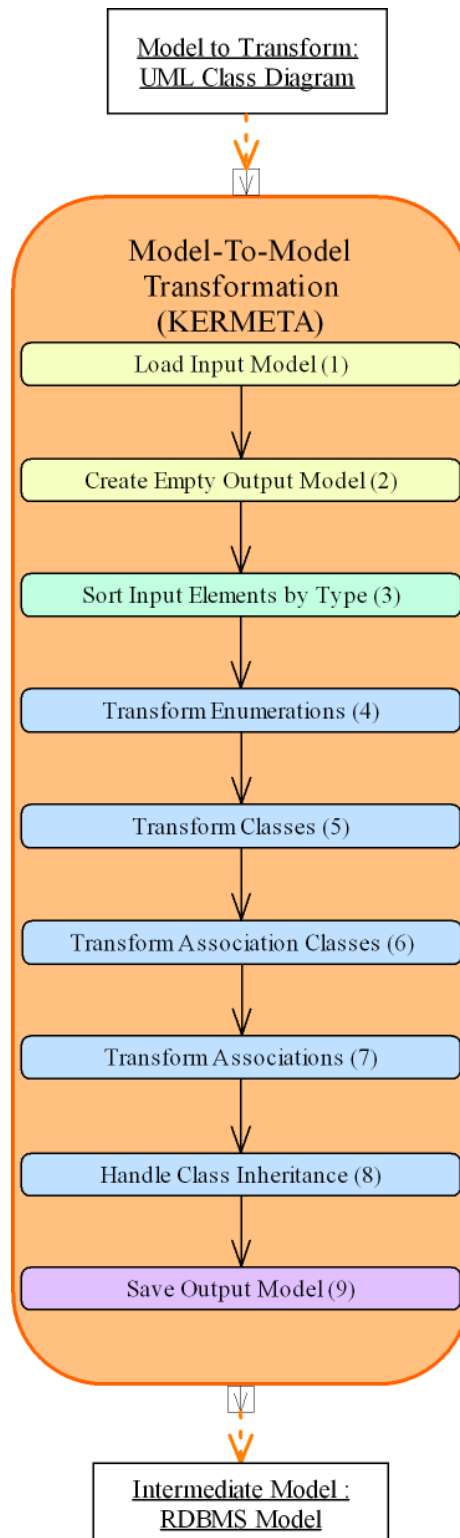 Model to Transform:
UML Class Diagram
Model-To-Model
Transformation
(KERMETA)
Load Input Model (1)
Create Empty Output Model (2)
Sort Input Elements by Type (3)
Transform Enumerations (4)
Transform Classes (5)
Transform Association Classes (6)
Transform Associations (7)
Handle Class Inheritance (8)
Save Output Model (9)
Intermediate Model :
RDBMS Model